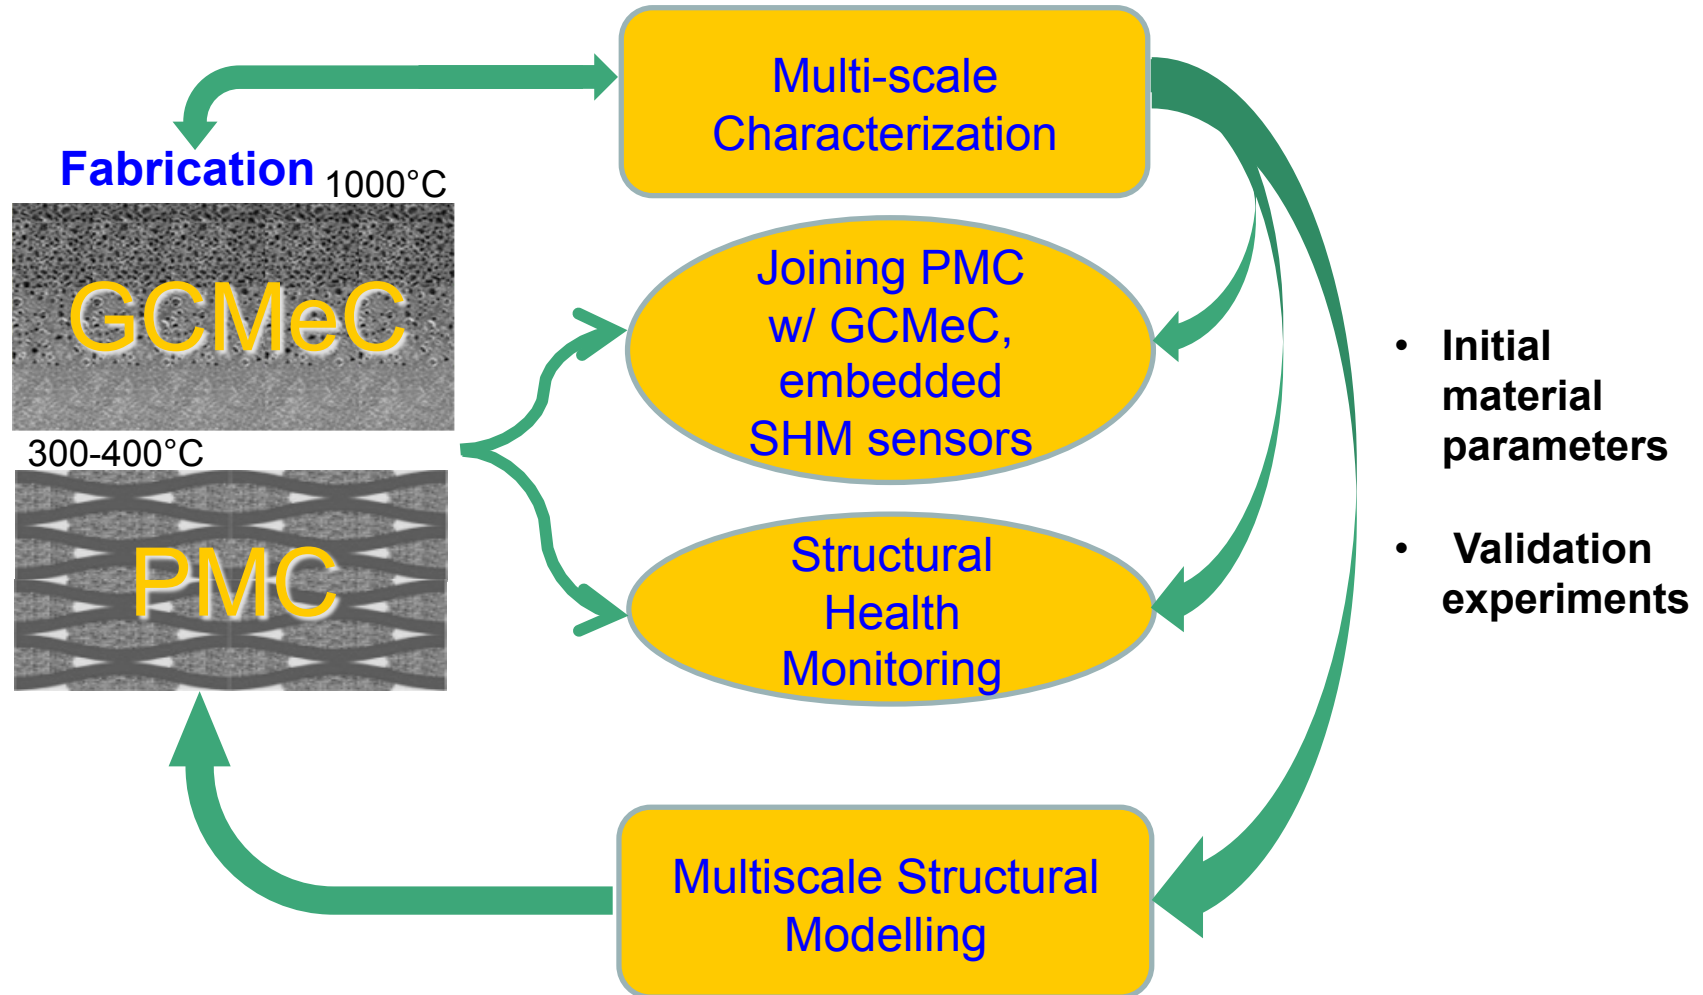 Multi-scale
Characterization
Fabrication 1000°C
GCMeC
300-400°C
PMC
Joining PMC
w/ GCMeC,
embedded
SHM sensors
Structural
Health
Monitoring
Multiscale Structural
Modelling
• Initial
material
parameters
• Validation
experiments